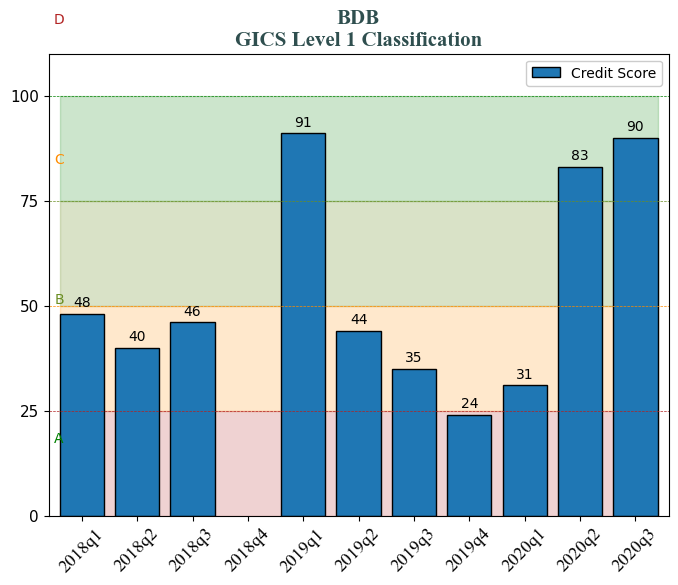 D
BDB
GICS Level 1 Classification
Credit Score
100
75
50
25
0
C
B
A
48
40
46
91
44
35
24
31
83
90
2018q1
2018q2
2018q3
2018q4
2019q1
2019q2
2019q3
2019q4
2020q1
2020q2
2020q3